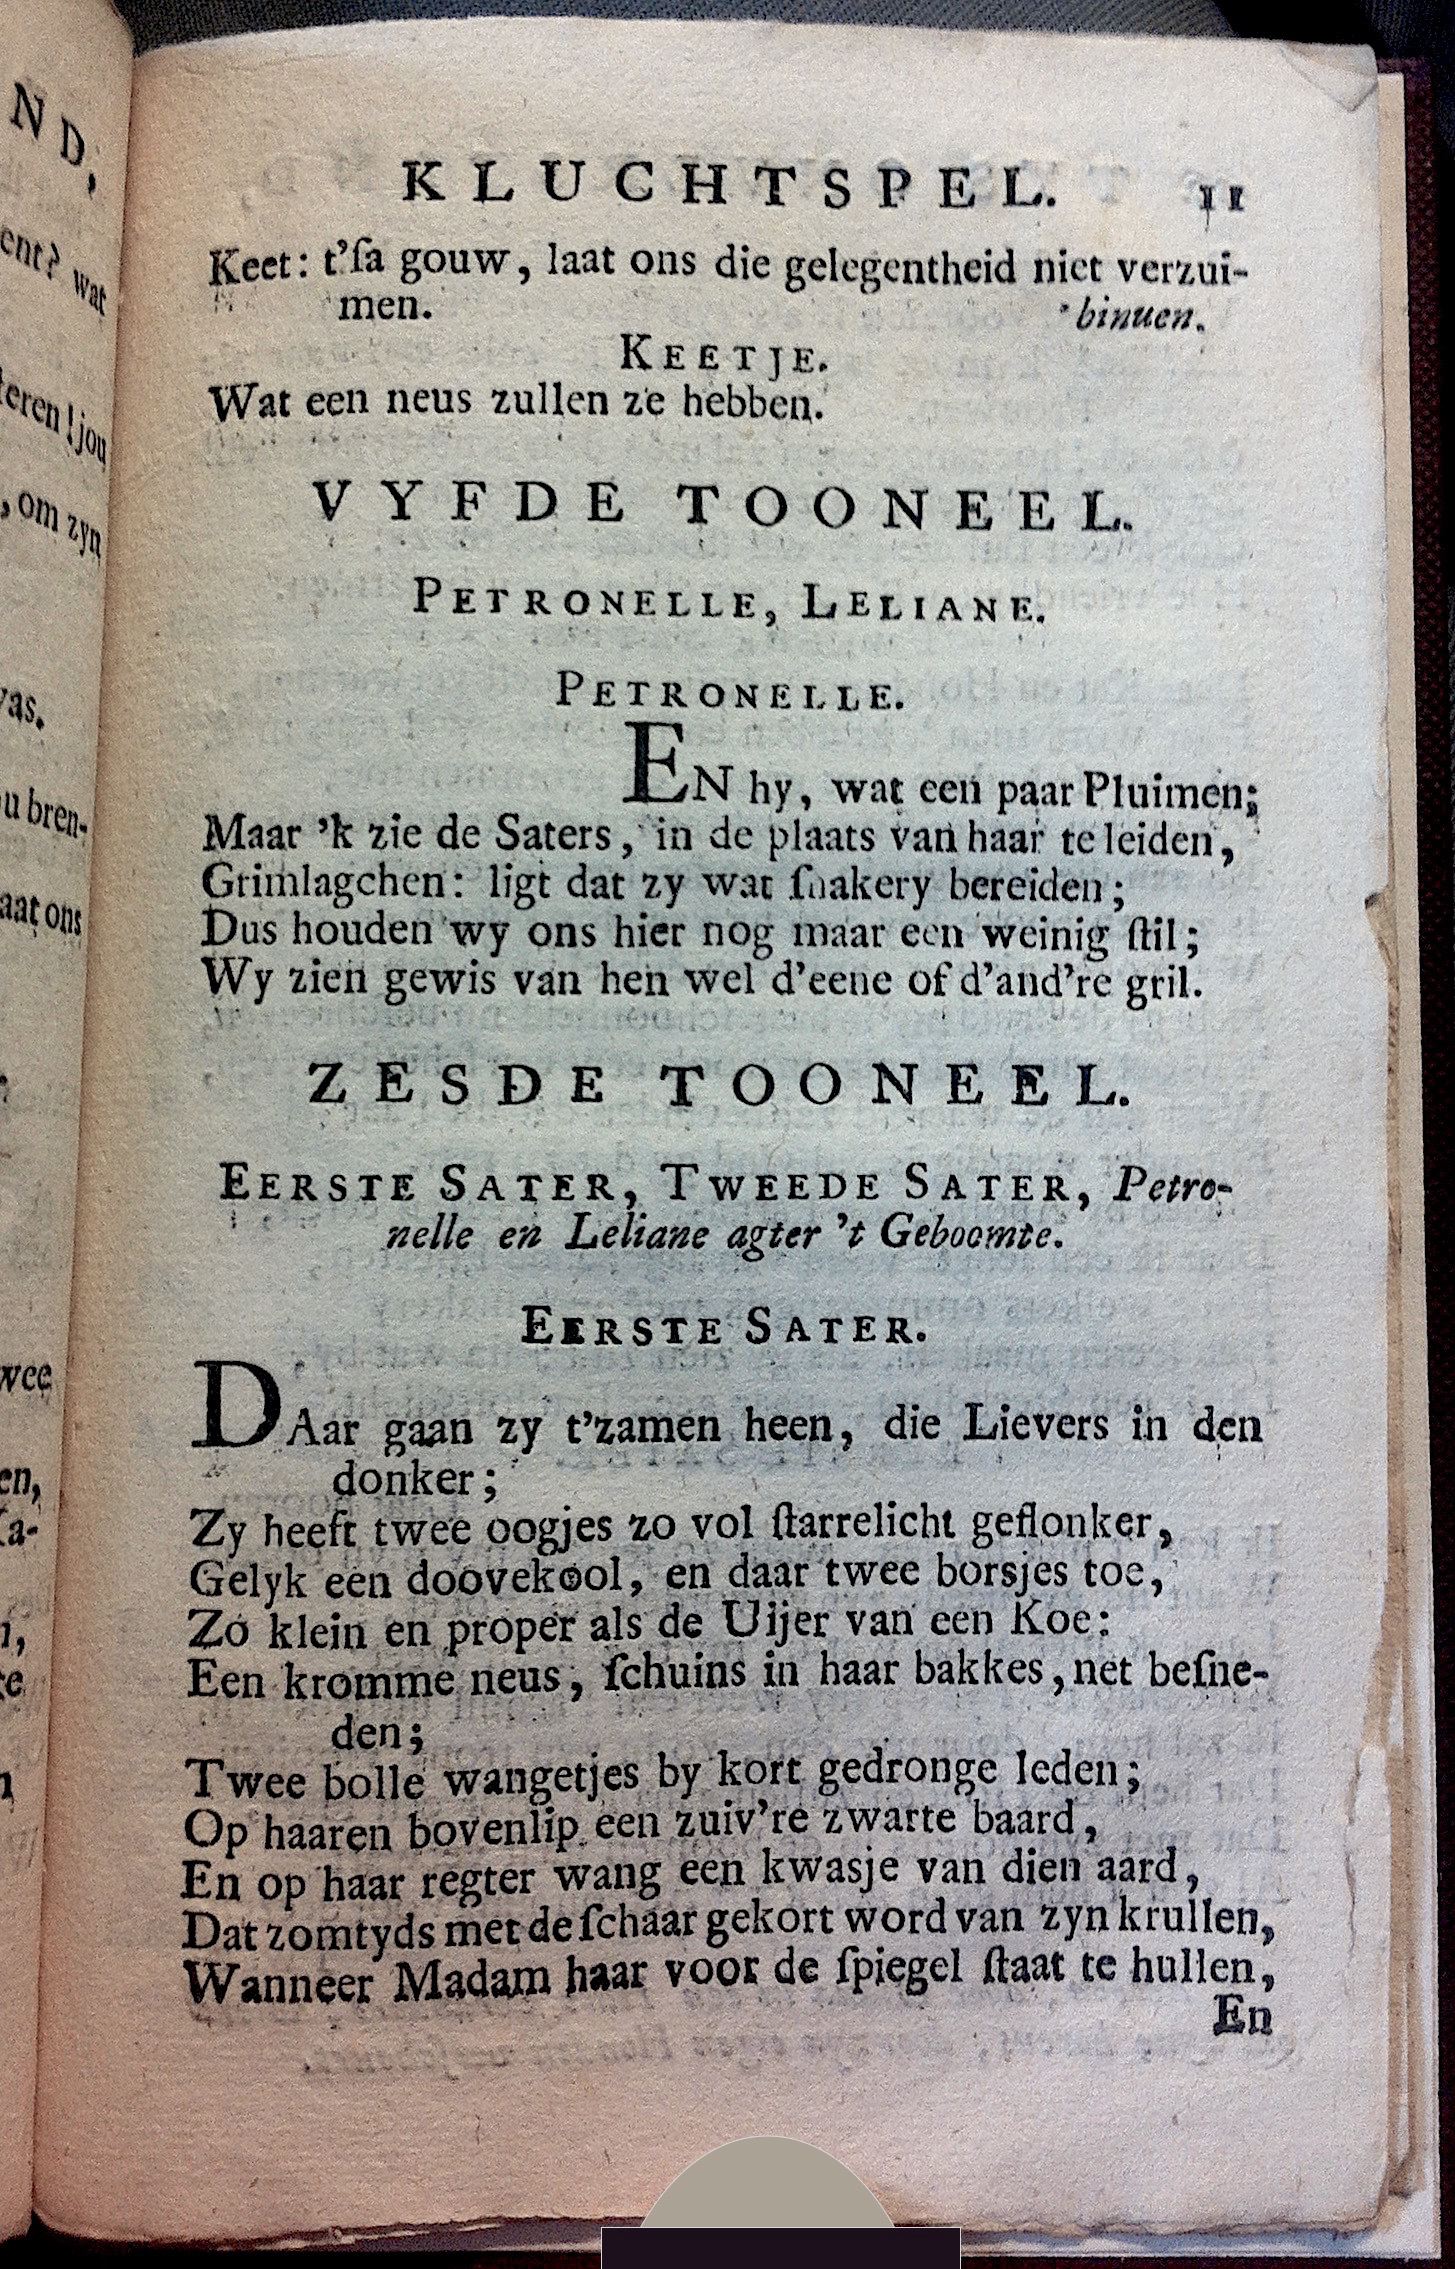 KLUCHTSPEL. 11
Keet: t'ſa gouw, laat ons die gelegentheid niet verzui-
men. binuen.
KEETJE.
Wat een neus zullen ze hebben.
VYFDE TOONEEL.
PETRONELLE, LELIANE.
PETRONELLE.
EN hy, wat een paar Pluimen;
Maar 'k zie de Saters, in de plaats van haar te leiden,
Grimlagchen: ligt dat zy wat ſnakery bereiden;
Dus houden wy ons hier nog maar een weinig ſtil;
Wy zien gewis van hen wel d'eene of d'and're gril.
ZESDE TOONEEL.
EERSTE SATER, TWEEDE SATER, Petro-
nelle en Leliane agter 't Geboomte.
EERSTE SATER.
DAar gaan zy t'zamen heen, die Lievers in den
donker;
Zy heeft twee oogjes zo vol ſtarrelicht geflonker,
Gelyk een doovekool, en daar twee borsjes toe,
Zo klein en proper als de Uijer van een Koe:
Een kromme neus, ſchuins in haar bakkes, net beſne-
den;
Twee bolle wangetjes by kort gedronge leden;
Op haaren bovenlip een zuiv're zwarte baard,
En op haar regter wang een kwasje van dien aard,
Dat zomtyds met de ſchaar gekort word van zyn krullen,
Wanneer Madam haar voor de ſpiegel ſtaat te hullen,
En